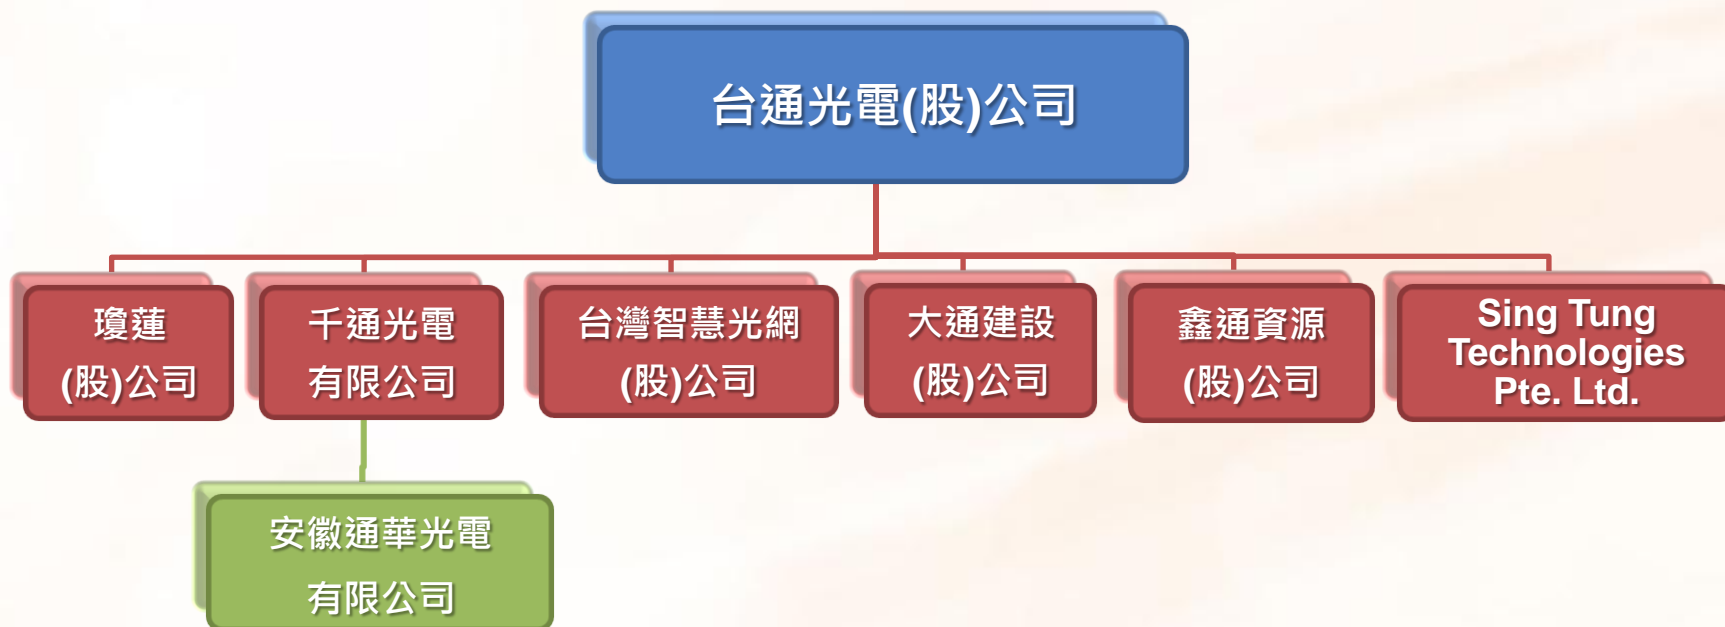 台通光電(股)公司
瓊蓮
(股)公司
千通光電
有限公司
台灣智慧光網
(股)公司
大通建設
(股)公司
鑫通資源
(股)公司
Sing Tung
Technologies
Pte. Ltd.
安徽通華光電
有限公司